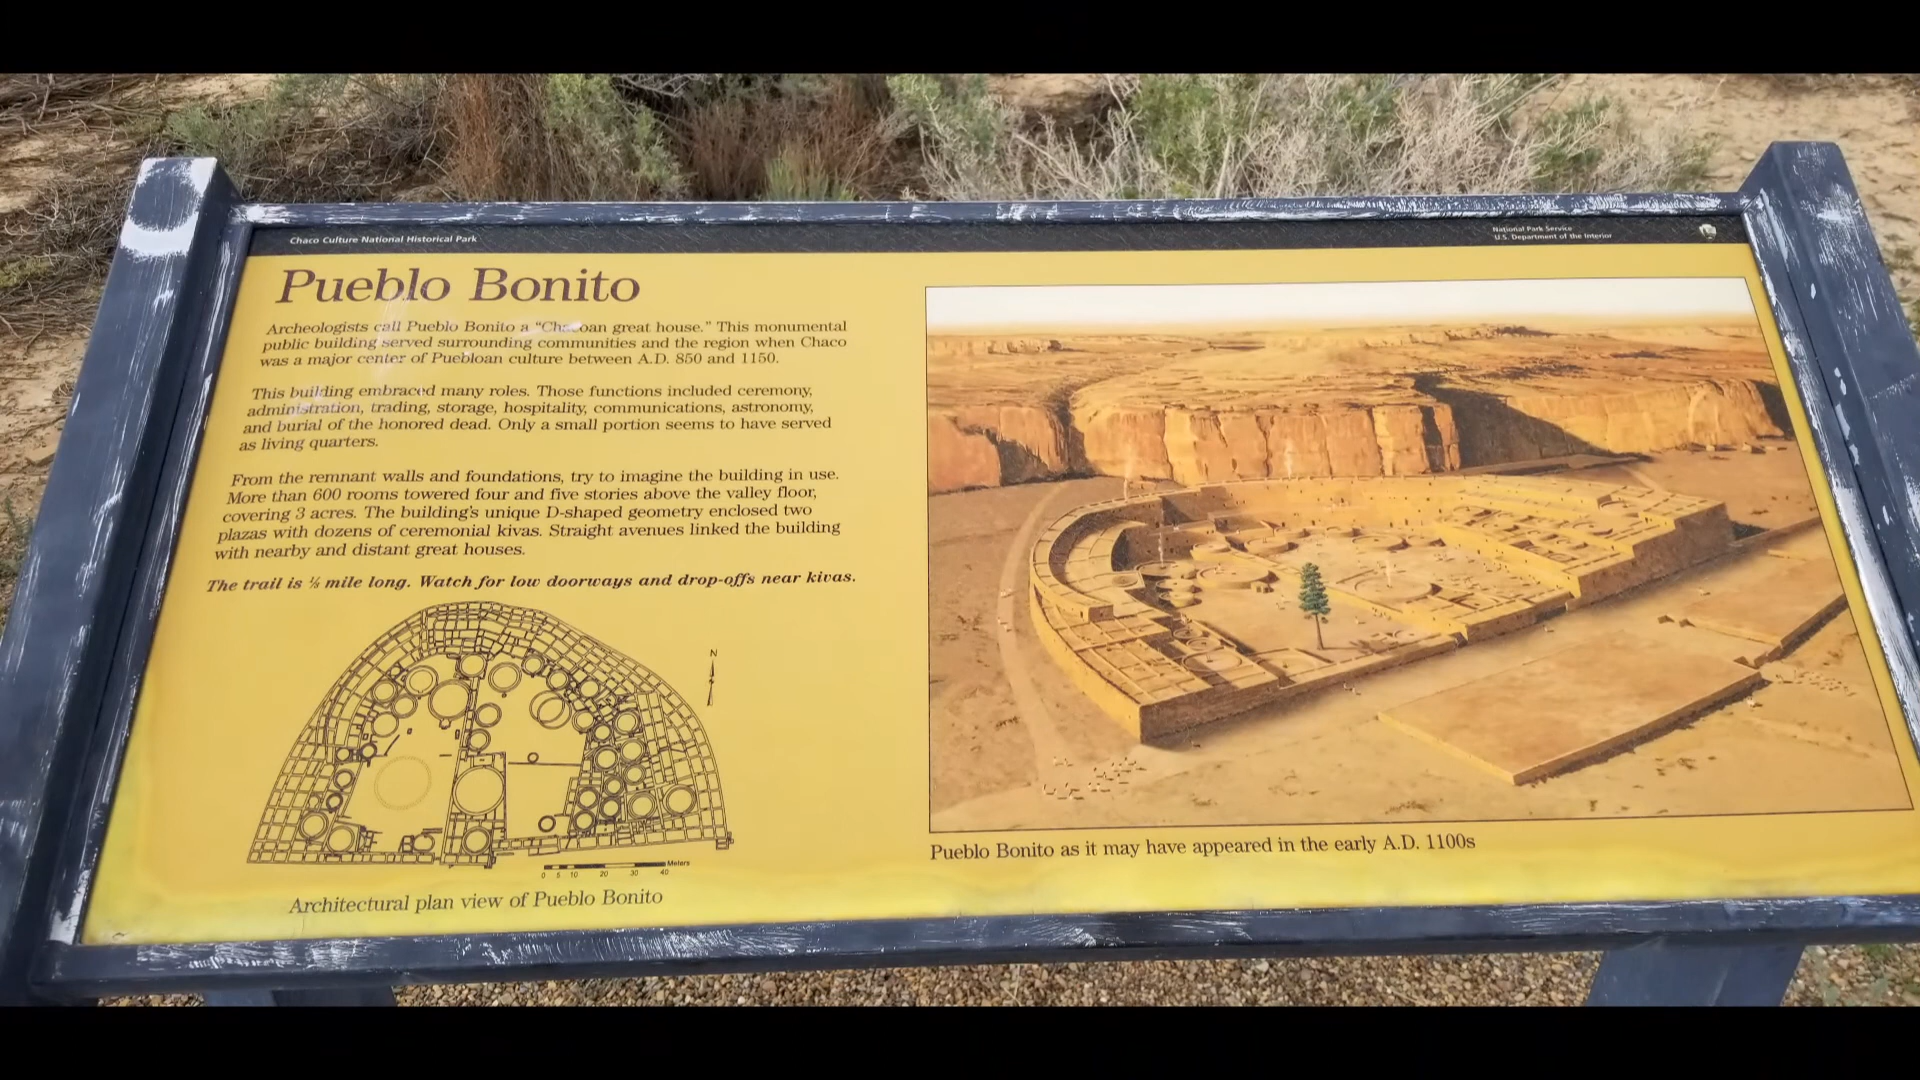 Chaco Culture National Historical Park
National Park Service
U.S. Department of the Interior
Pueblo Bonito
Archeologists call Pueblo Bonito a "Chacoan great house." This monumental
public building served surrounding communities and the region when Chaco
was a major center of Puebloan culture between A.D. 850 and 1150.
This building embraced many roles. Those functions included ceremony,
administration, trading, storage, hospitality, communications, astronomy,
and burial of the honored dead. Only a small portion seems to have served
as living quarters.
From the remnant walls and foundations, try to imagine the building in use.
More than 600 rooms towered four and five stories above the valley floor,
covering 3 acres. The building's unique D-shaped geometry enclosed two
plazas with dozens of ceremonial kivas. Straight avenues linked the building
with nearby and distant great houses.
The trail is mile long. Watch for low doorways and drop-offs near kivas.
N
Meters
0 5 10 20 30 40
Architectural plan view of Pueblo Bonito
Pueblo Bonito as it may have appeared in the early A.D. 1100s